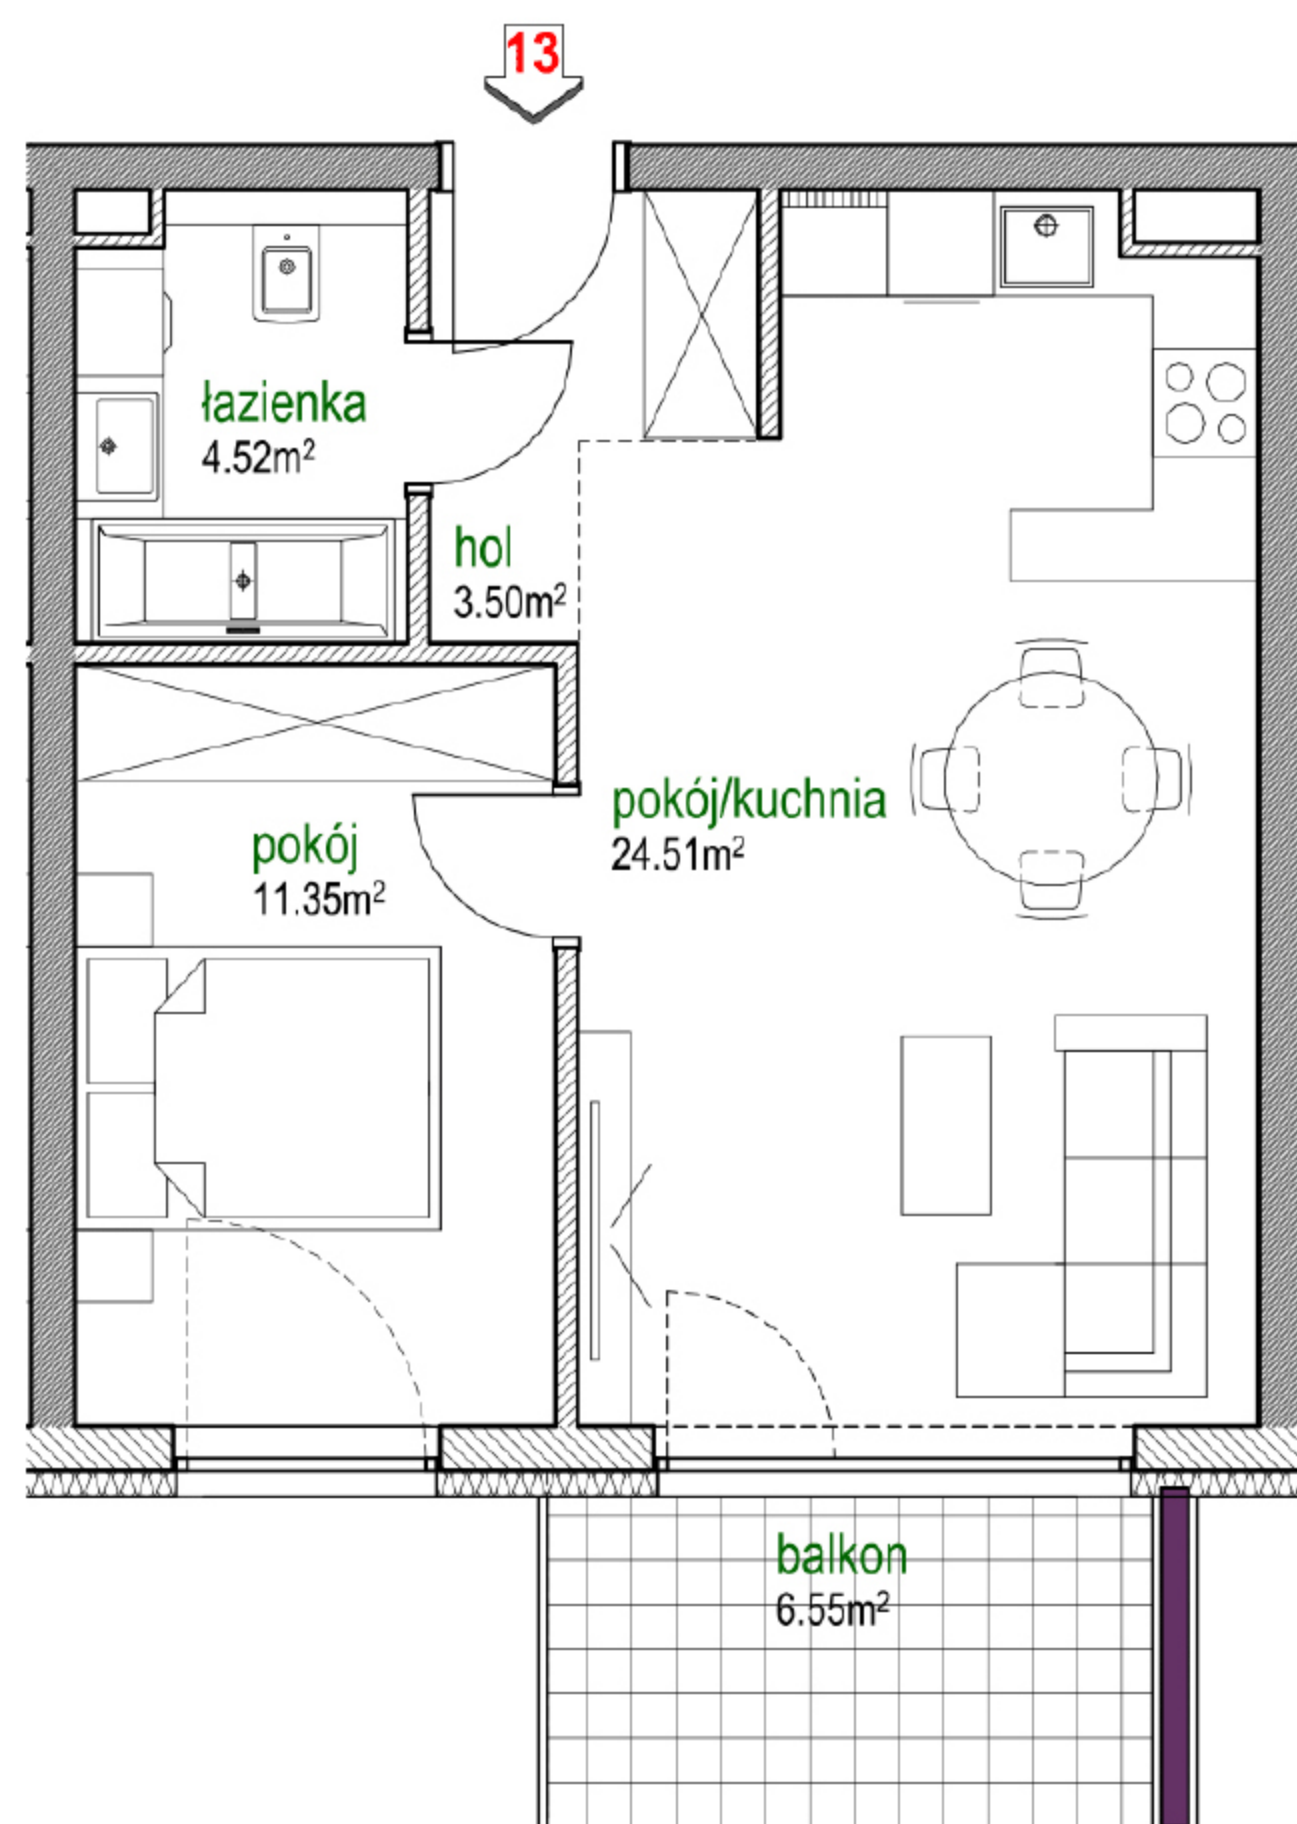 13
łazienka
4.52m²
hol
3.50m²
pokój/kuchnia
24.51m²
pokój
11.35m²
balkon
6.55m²